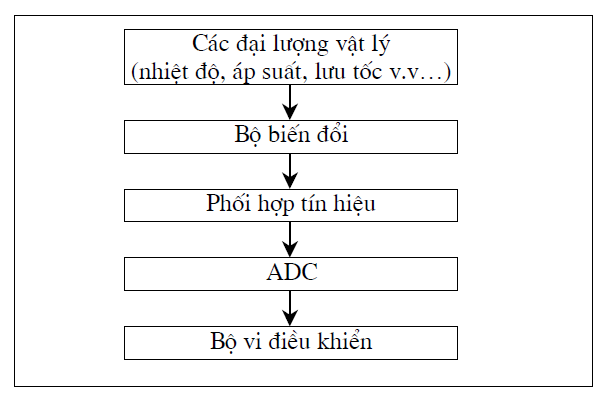 Các đại lượng vật lý
(nhiệt độ, áp suất, lưu tốc v.v…)
Bộ biến đổi
Phối hợp tín hiệu
ADC
Bộ vi điều khiển